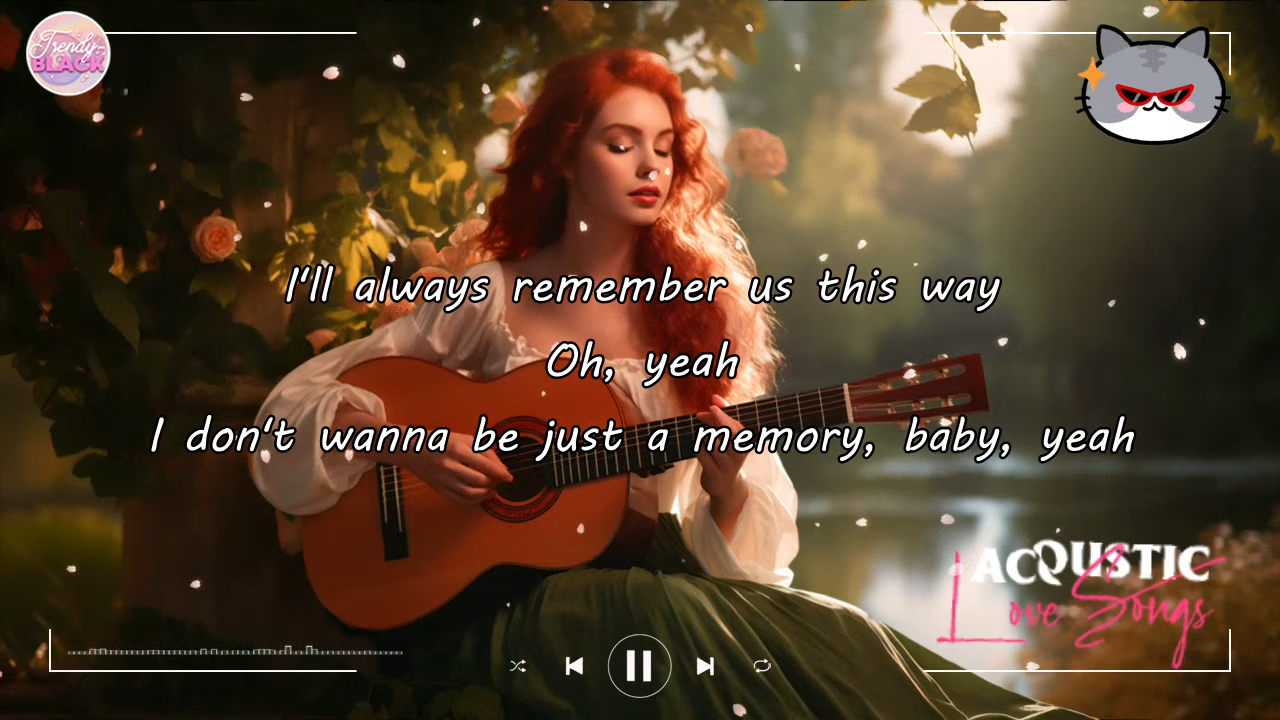 Trendy
BLACK
I'll always remember us this way
Oh, yeah
I don't wanna be just a memory, baby, yeah
ACOUSTIC
Love Songs